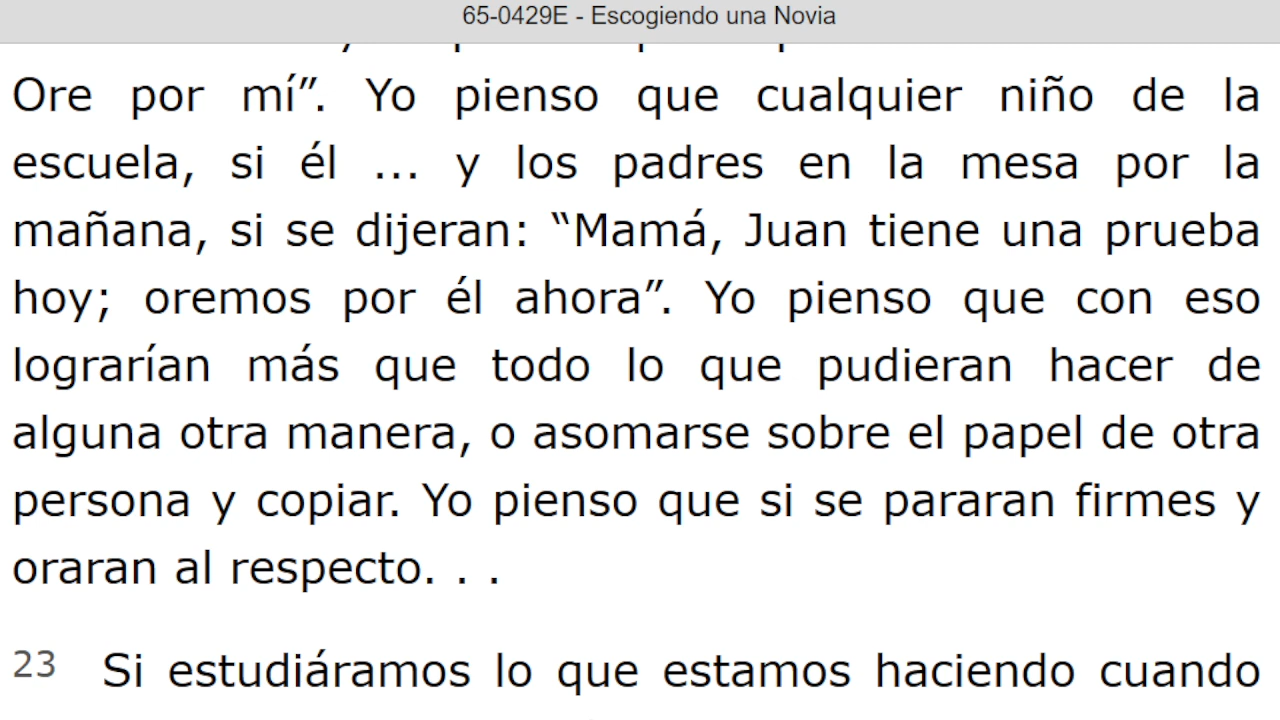 65-0429E - Escogiendo una Novia
Ore por mí”. Yo pienso que cualquier niño de la
escuela, si él ... y los padres en la mesa por la
mañana, si se dijeran: “Mamá, Juan tiene una prueba
hoy; oremos por él ahora”. Yo pienso que con eso
lograrían más que todo lo que pudieran hacer de
alguna otra manera, o asomarse sobre el papel de otra
persona y copiar. Yo pienso que si se pararan firmes y
oraran al respecto. . .
23 Si estudiáramos lo que estamos haciendo cuando